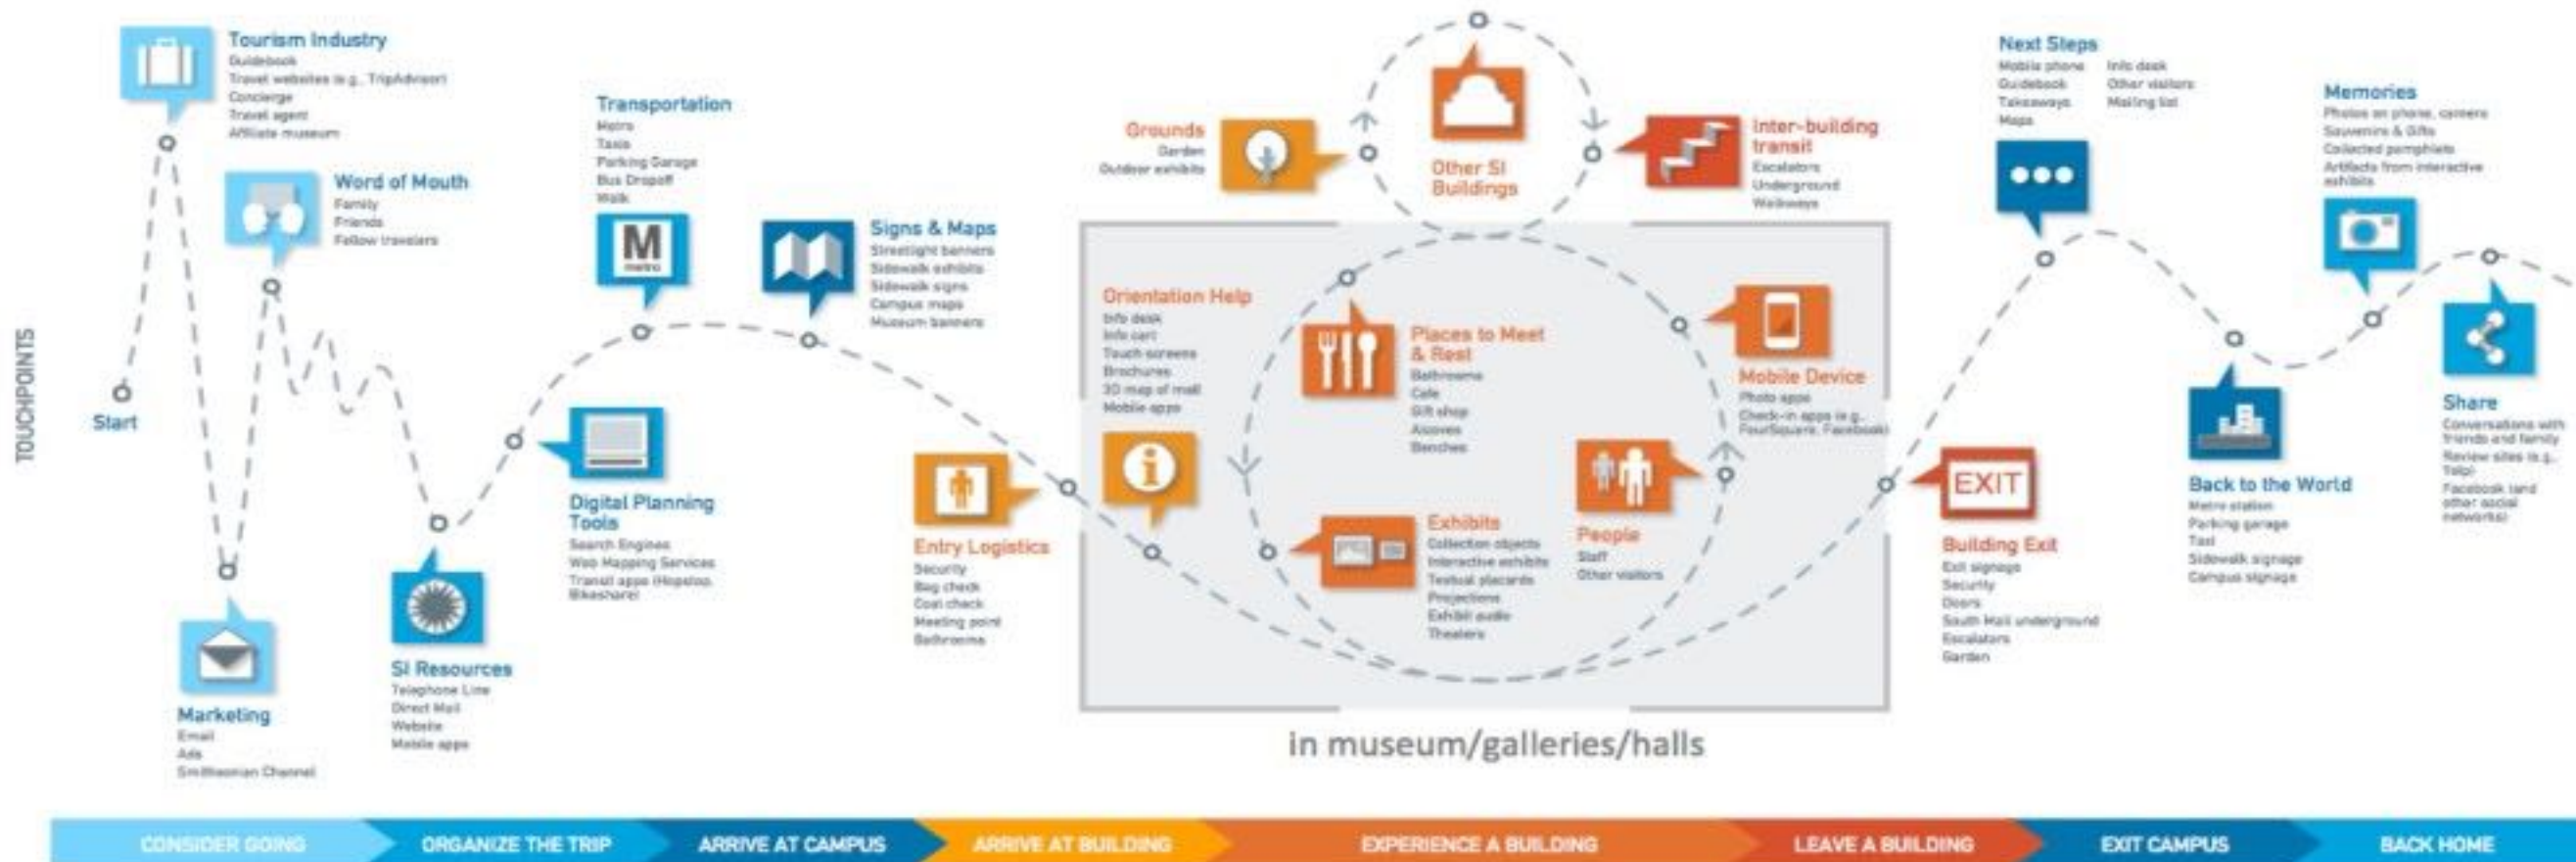 TOUCHPOINTS
Start
Tourism Industry
Guidebook
Travel websites (e.g., TripAdvisor)
Concierge
Travel agent
Affiliate museum
Word of Mouth
Family
Friends
Fellow travelers
Marketing
Email
Ads
Smithsonian Channel
SI Resources
Telephone Line
Direct Mail
Website
Mobile apps
Digital Planning
Tools
Search Engines
Web Mapping Services
Transit apps (Hopstop,
Bikeshare)
Transportation
Metro
Taxis
Parking Garage
Bus Dropoff
Walk
M
metro
Signs & Maps
Streetlight banners
Sidewalk exhibits
Sidewalk signs
Campus maps
Museum banners
Entry Logistics
Security
Bag check
Coat check
Meeting point
Bathrooms
Grounds
Garden
Outdoor exhibits
Other SI
Buildings
Inter-building
transit
Escalators
Underground
Walkways
Orientation Help
Info desk
Info cart
Touch screens
Brochures
3D map of mall
Mobile apps
i
Places to Meet
& Rest
Bathrooms
Cafe
Gift shop
Alcoves
Benches
Mobile Device
Photo apps
Check-in apps (e.g.,
FourSquare, Facebook)
Exhibits
Collection objects
Interactive exhibits
Textual placards
Projections
Exhibit audio
Theaters
People
Staff
Other visitors
in museum/galleries/halls
EXIT
Building Exit
Exit signage
Security
Doors
South Mall underground
Escalators
Garden
Next Steps
Mobile phone
Guidebook
Takeaways
Maps
Info desk
Other visitors
Mailing list
Back to the World
Metro station
Parking garage
Taxi
Sidewalk signage
Campus signage
Memories
Photos on phone, camera
Souvenirs & Gifts
Collected pamphlets
Artifacts from interactive
exhibits
Share
Conversations with
friends and family
Review sites (e.g.,
Yelp)
Facebook (and
other social
networks)
CONSIDER GOING
ORGANIZE THE TRIP
ARRIVE AT CAMPUS
ARRIVE AT BUILDING
EXPERIENCE A BUILDING
LEAVE A BUILDING
EXIT CAMPUS
BACK HOME